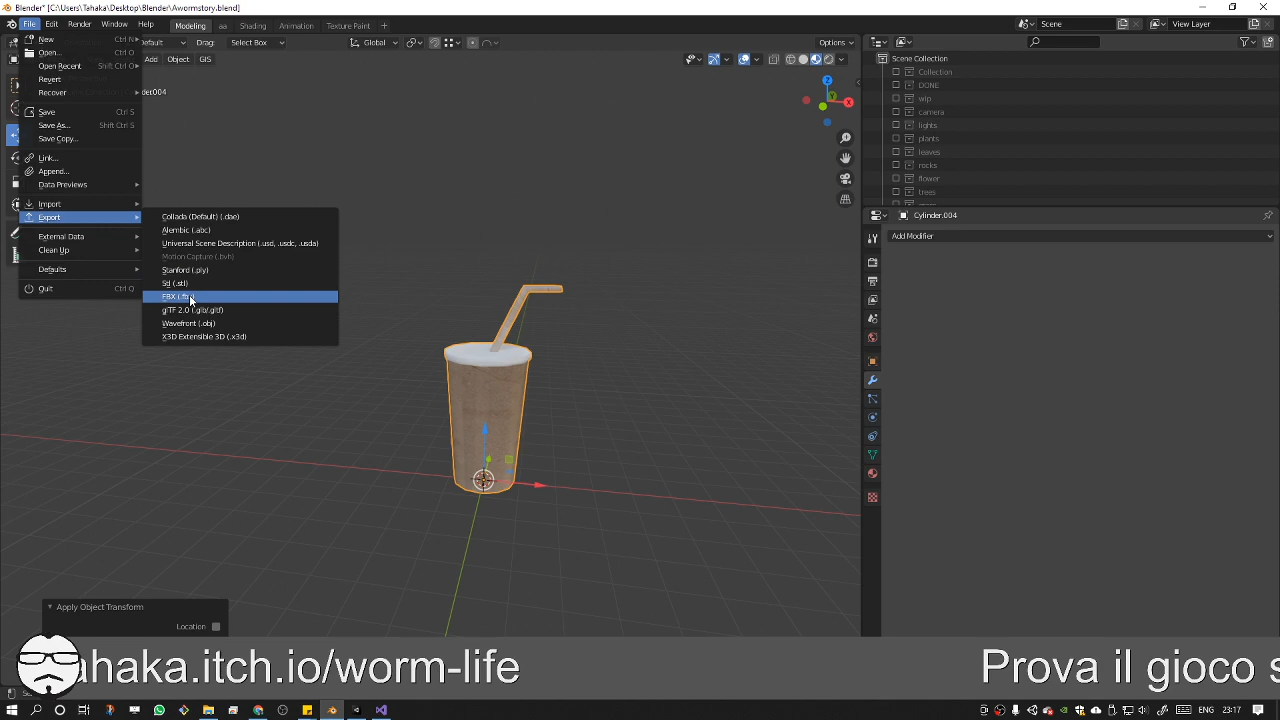 Blender* [C:\Users\Tahaka\Desktop\Blender\Awormstory.blend]
File Edit Render Window Help Modeling aa Shading Animation Texture Paint Scene View Layer
Default Drag: Select Box Global Options
Add Object GIS
New Ctrl N
Open... Ctrl O
Open Recent Shift Ctrl O
Revert
Recover
Save Ctrl S
Save As... Shift Ctrl S
Save Copy...
Link...
Append...
Data Previews
Import
Export
External Data
Clean Up
Defaults
Quit Ctrl Q
Collada (Default) (.dae)
Alembic (.abc)
Universal Scene Description (.usd, .usdc, .usda)
Motion Capture (.bvh)
Stanford (.ply)
Stl (.stl)
FBX
glTF 2.0 (.glb/.gltf)
Wavefront (.obj)
X3D Extensible 3D (.x3d)
Z
Y
X
Scene Collection
Collection
DONE
wip
camera
lights
plants
leaves
rocks
flower
trees
Cylinder.004
Add Modifier
Apply Object Transform
Location
ahaka.itch.io/worm-life
Prova il gioco s
ENG 23:17